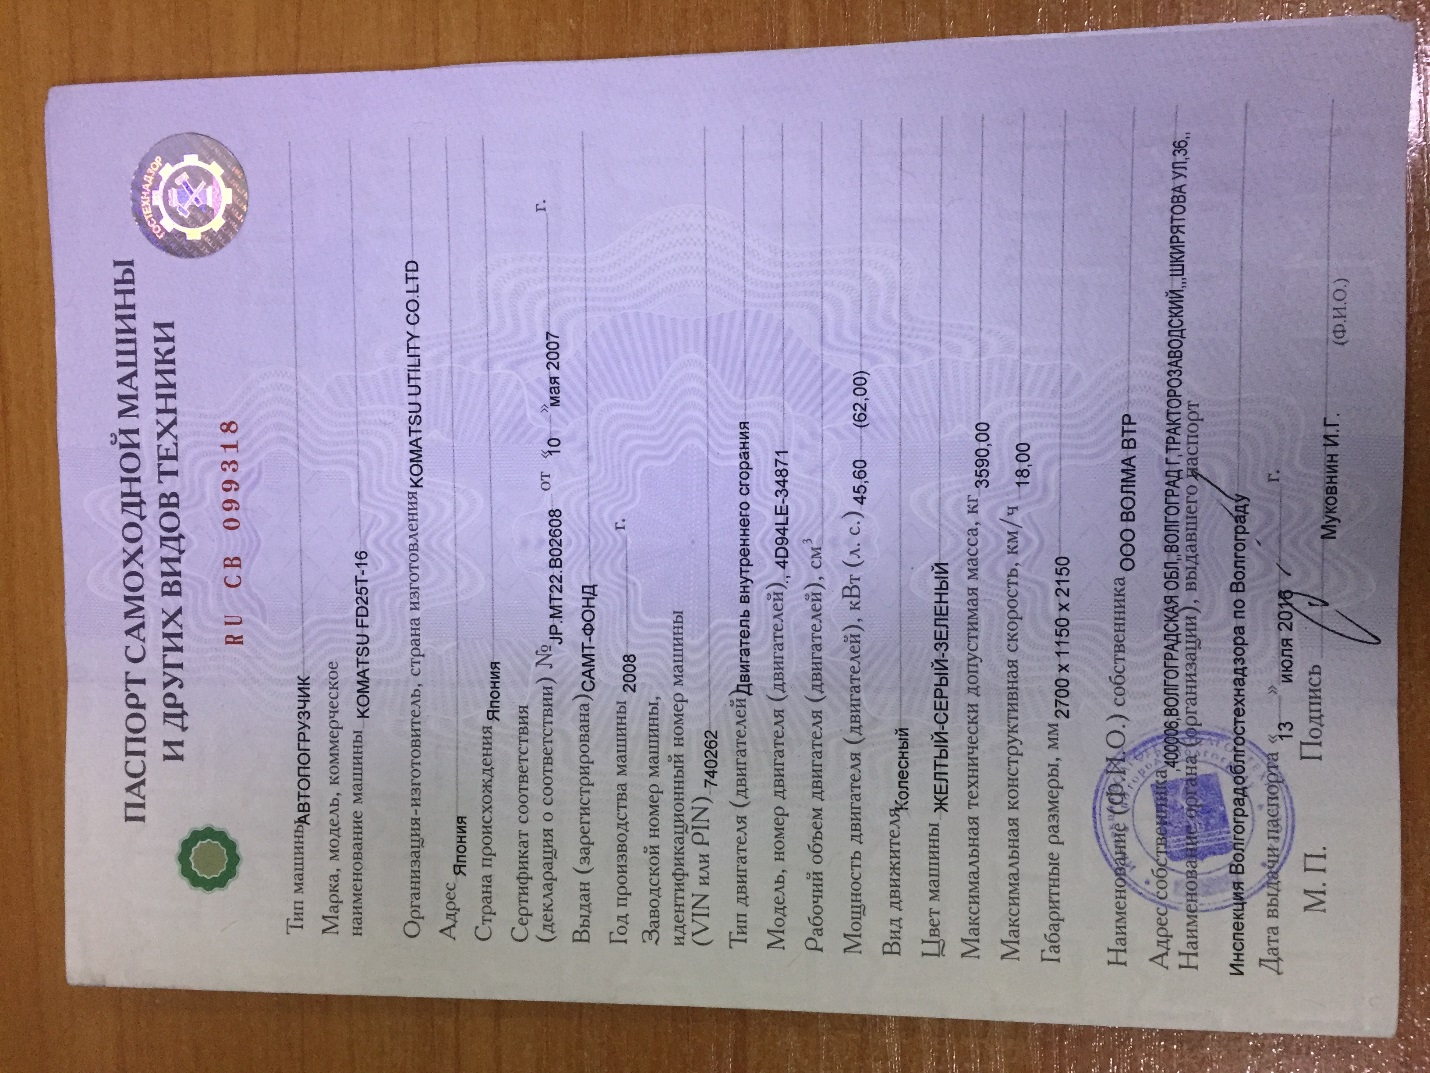 ПАСПОРТ САМОХОДНОЙ МАШИНЫ
И ДРУГИХ ВИДОВ ТЕХНИКИ
ГОСТЕХНАДЗОР
RU СВ 099318
Тип машины АВТОПОГРУЗЧИК
Марка, модель, коммерческое
наименование машины KOMATSU FD25T-16
Организация-изготовитель, страна изготовления KOMATSU UTILITY CO.LTD
Адрес Япония
Страна происхождения Япония
Сертификат соответствия
(декларация о соответствии) № JP.МТ22.В02608 от “ 10 ” мая 2007 г.
Выдан (зарегистрирована) САМТ-ФОНД
Год производства машины 2008 г.
Заводской номер машины,
идентификационный номер машины
(VIN или PIN) 740262
Тип двигателя (двигателей) Двигатель внутреннего сгорания
Модель, номер двигателя (двигателей) ., 4D94LE-34871
Рабочий объем двигателя (двигателей), см³
Мощность двигателя (двигателей), кВт (л. с.) 45,60 (62,00)
Вид движителя Колесный
Цвет машины ЖЕЛТЫЙ-СЕРЫЙ-ЗЕЛЕНЫЙ
Максимальная технически допустимая масса, кг 3590,00
Максимальная конструктивная скорость, км/ч 18,00
Габаритные размеры, мм 2700 x 1150 x 2150
Наименование (Ф.И.О.) собственника ООО ВОЛМА ВТР
Адрес собственника ,400006,ВОЛГОГРАДСКАЯ ОБЛ,,ВОЛГОГРАД Г,ТРАКТОРОЗАВОДСКИЙ,,,ШКИРЯТОВА УЛ,36,,
Наименование органа (организации), выдавшего паспорт
Инспекция Волгоградоблгостехнадзора по Волгограду
Дата выдачи паспорта “ 13 ” июля 2016 г.
М. П. Подпись Муковнин И.Г.
(Ф.И.О.)